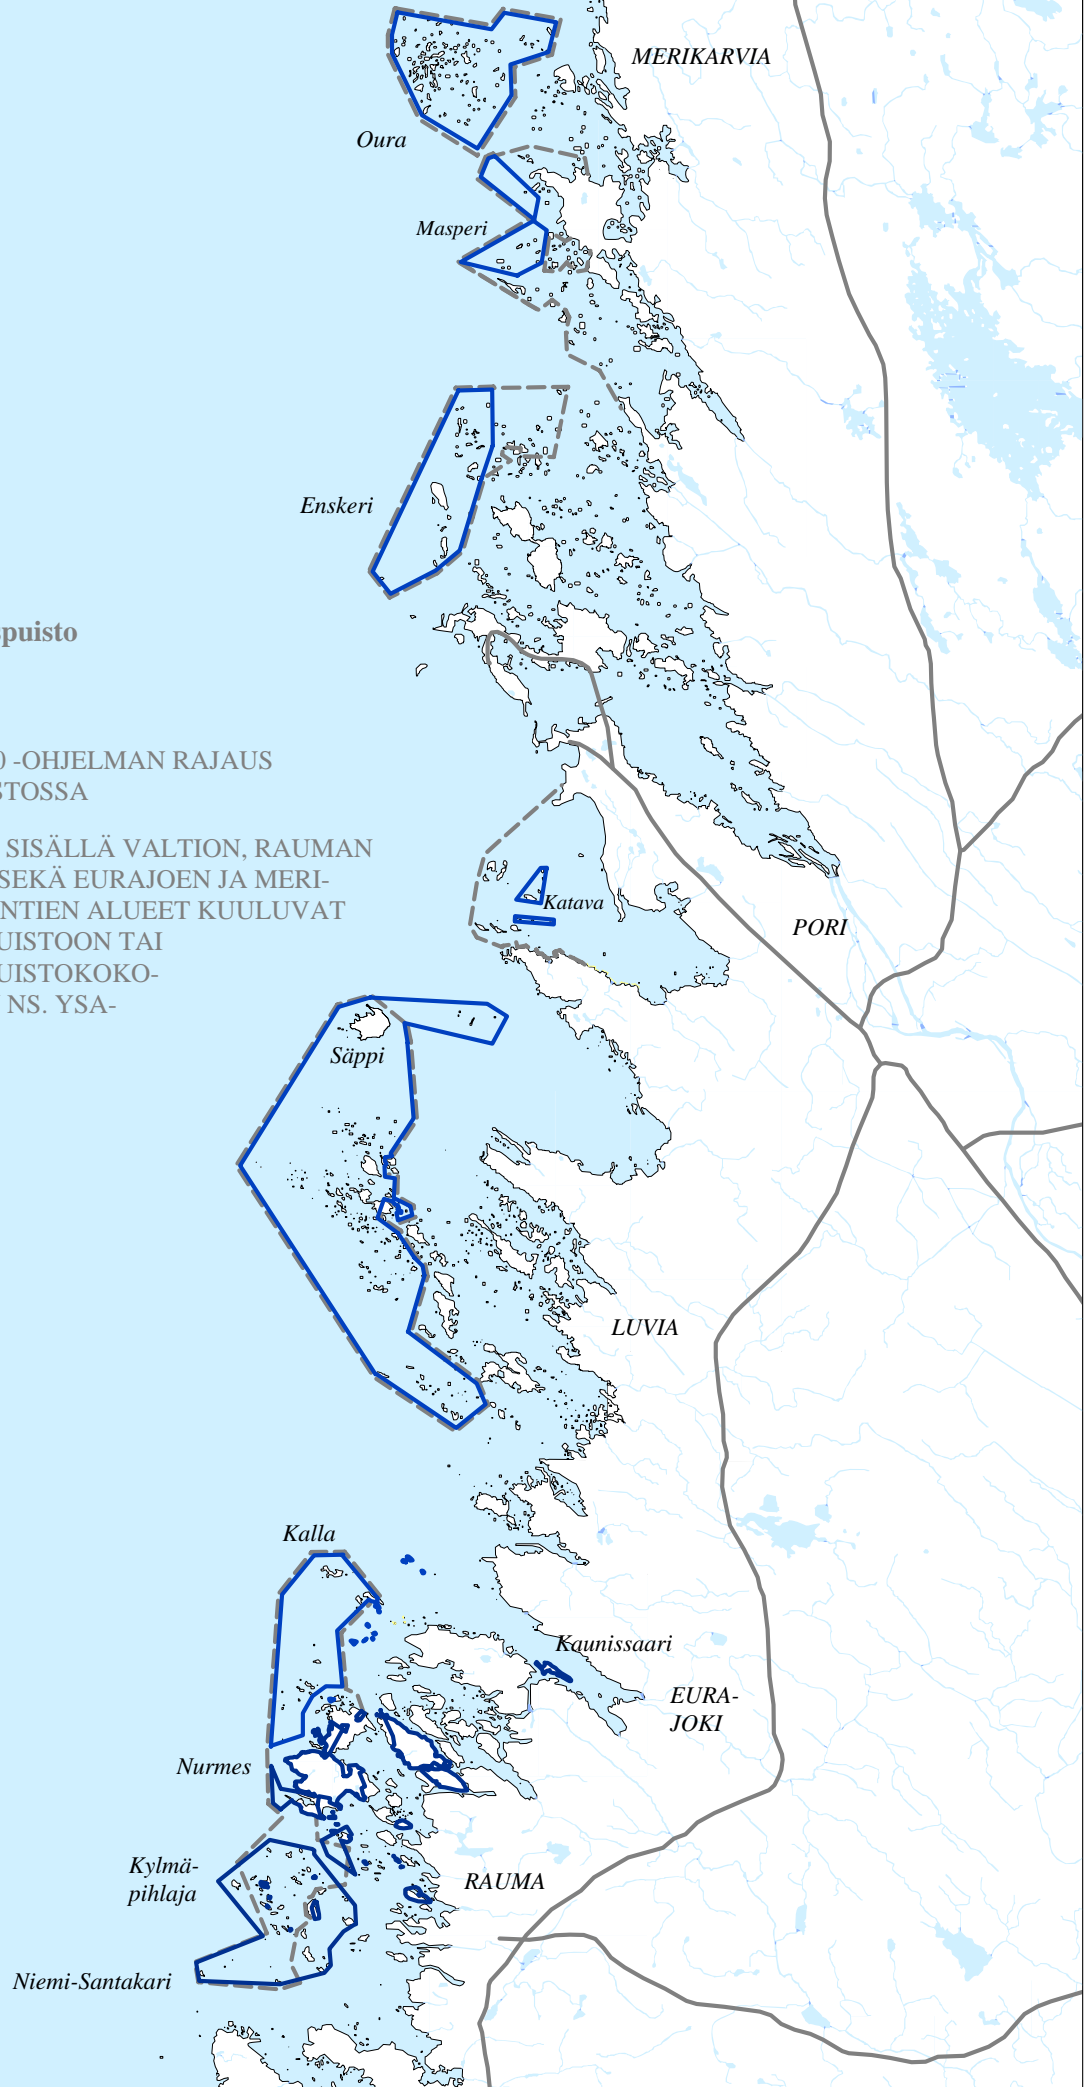 MERIKARVIA
Oura
Masperi
Enskeri
puisto
-OHJELMAN RAJAUS
STOSSA
SISÄLLÄ VALTION, RAUMAN
SEKÄ EURAJOEN JA MERI-
NTIEN ALUEET KUULUVAT
UISTOON TAI
UISTOKOKO-
NS. YSA-
Katava
PORI
Säppi
LUVIA
Kalla
Kaunissaari
EURA-
JOKI
Nurmes
Kylmä-
pihlaja
RAUMA
Niemi-Santakari